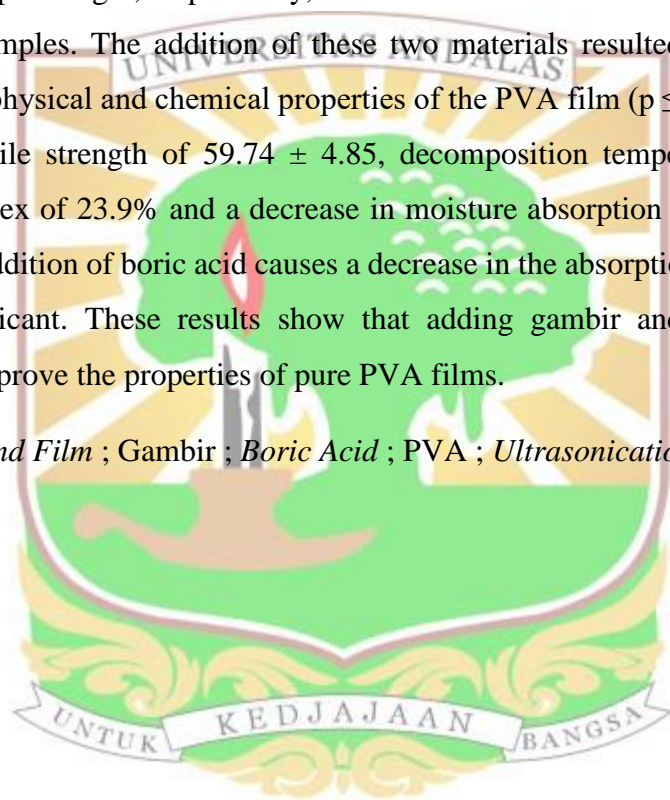 mples. The addition of these two materials resulted
UNIVERSITAS ANDALAS
physical and chemical properties of the PVA film (p ≤
ile strength of 59.74 ± 4.85, decomposition tempe
ex of 23.9% and a decrease in moisture absorption
ddition of boric acid causes a decrease in the absorptio
icant. These results show that adding gambir an
prove the properties of pure PVA films.
nd Film ; Gambir ; Boric Acid ; PVA ; Ultrasonicatio
UNTUK KEDJAJAAN BANGSA